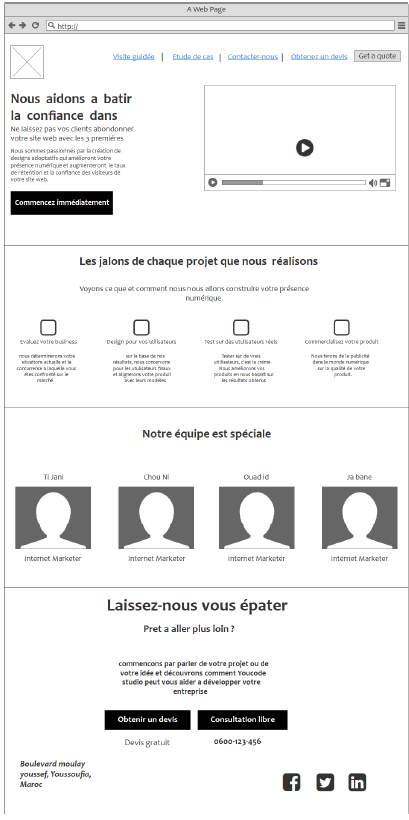 A Web Page
http://
Visite guidée | Etude de cas | Contacter-nous | Obtenez un devis Get a quote
Nous aidons a batir
la confiance dans
Ne laissez pas vos clients abondonner
votre site web avec les 3 premiéres
Nous sommes passionnés par la création de
designs adoptatifs qui amélioront votre
présence numérique et augmenteront le taux
de rétention et la confiance des visiteurs de
votre site web.
Commencez immédiatement
Les jalons de chaque projet que nous réalisons
Voyons ce que et comment nous nous allons construire votre présence
numérique
Evaluez votre business
nous déterminerons votre
situations actuelle et la
concurrence a laquelle vous
êtes confronté sur le
marché
Design pour vos utilisateurs
sur la base de nos
résultats, nous concervons
pour les utulisateurs finaux
et alignerons votre produit
avec leurs modéles
Test sur des utilisateurs réels
Tester sur de vrais
utilisateurs, c'est la crème
Nous améliorons vos
produits en nous basant sur
les résultats obtenus
Commercialisez votre produit
Nous ferons de la publicité
dans le monde numérique
sur la qualité de votre
produit.
Notre équipe est spéciale
Ti Jani
Chou Ni
Ouad id
Ja bane
Internet Marketer
Internet Marketer
Internet Marketer
Internet Marketer
Laissez-nous vous épater
Pret a aller plus loln ?
commencons par parler de votre projet ou de
votre idée et découvrons comment Youcode
studio peut vous aider a développer votre
entreprise
Obtenir un devis
Consultation libre
Devis gratuit
0600-123-456
Boulevard moulay
youssef, Youssoufia,
Maroc